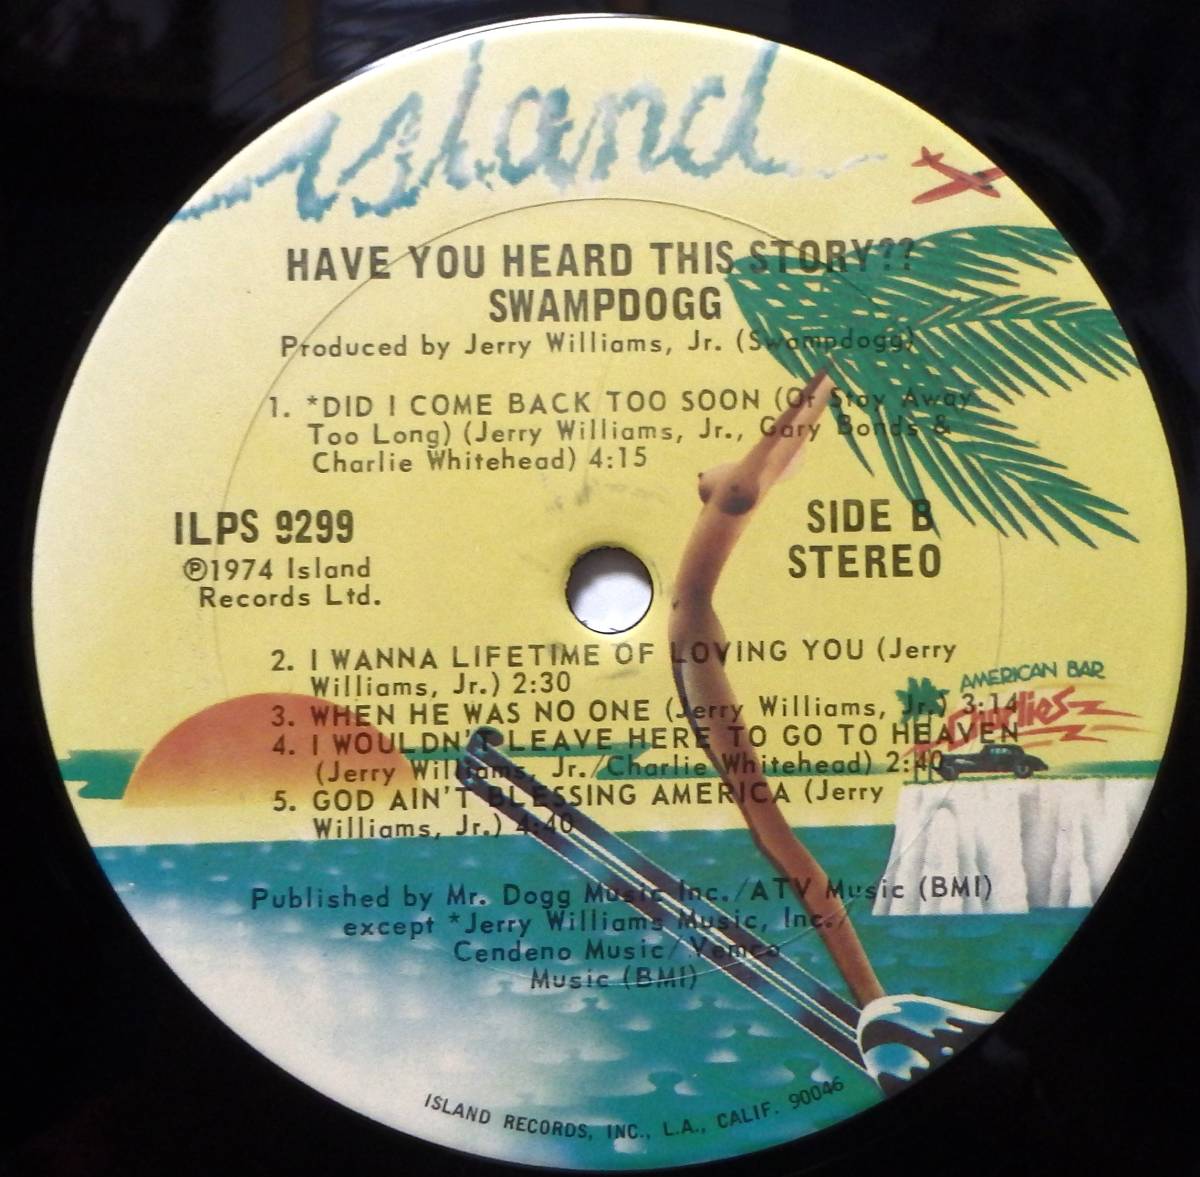 island
HAVE YOU HEARD THIS STORY??
SWAMPDOGG
Produced by Jerry Williams, Jr. (Swampdogg)
1. *DID I COME BACK TOO SOON (Or Stay Away
Too Long) (Jerry Williams, Jr., Gary Bonds &
Charlie Whitehead) 4:15
ILPS 9299
℗1974 Island
Records Ltd.
SIDE B
STEREO
2. I WANNA LIFETIME OF LOVING YOU (Jerry
Williams, Jr.) 2:30
3. WHEN HE WAS NO ONE (Jerry Williams, Jr.) 3:14
4. I WOULDN'T LEAVE HERE TO GO TO HEAVEN
(Jerry Williams, Jr./Charlie Whitehead) 2:40
5. GOD AIN'T BLESSING AMERICA (Jerry
Williams, Jr.) 4:40
AMERICAN BAR
Charlies
Published by Mr. Dogg Music Inc./ATV Music (BMI)
except *Jerry Williams Music, Inc./
Cendeno Music/Vemco
Music (BMI)
ISLAND RECORDS, INC., L.A., CALIF. 90046